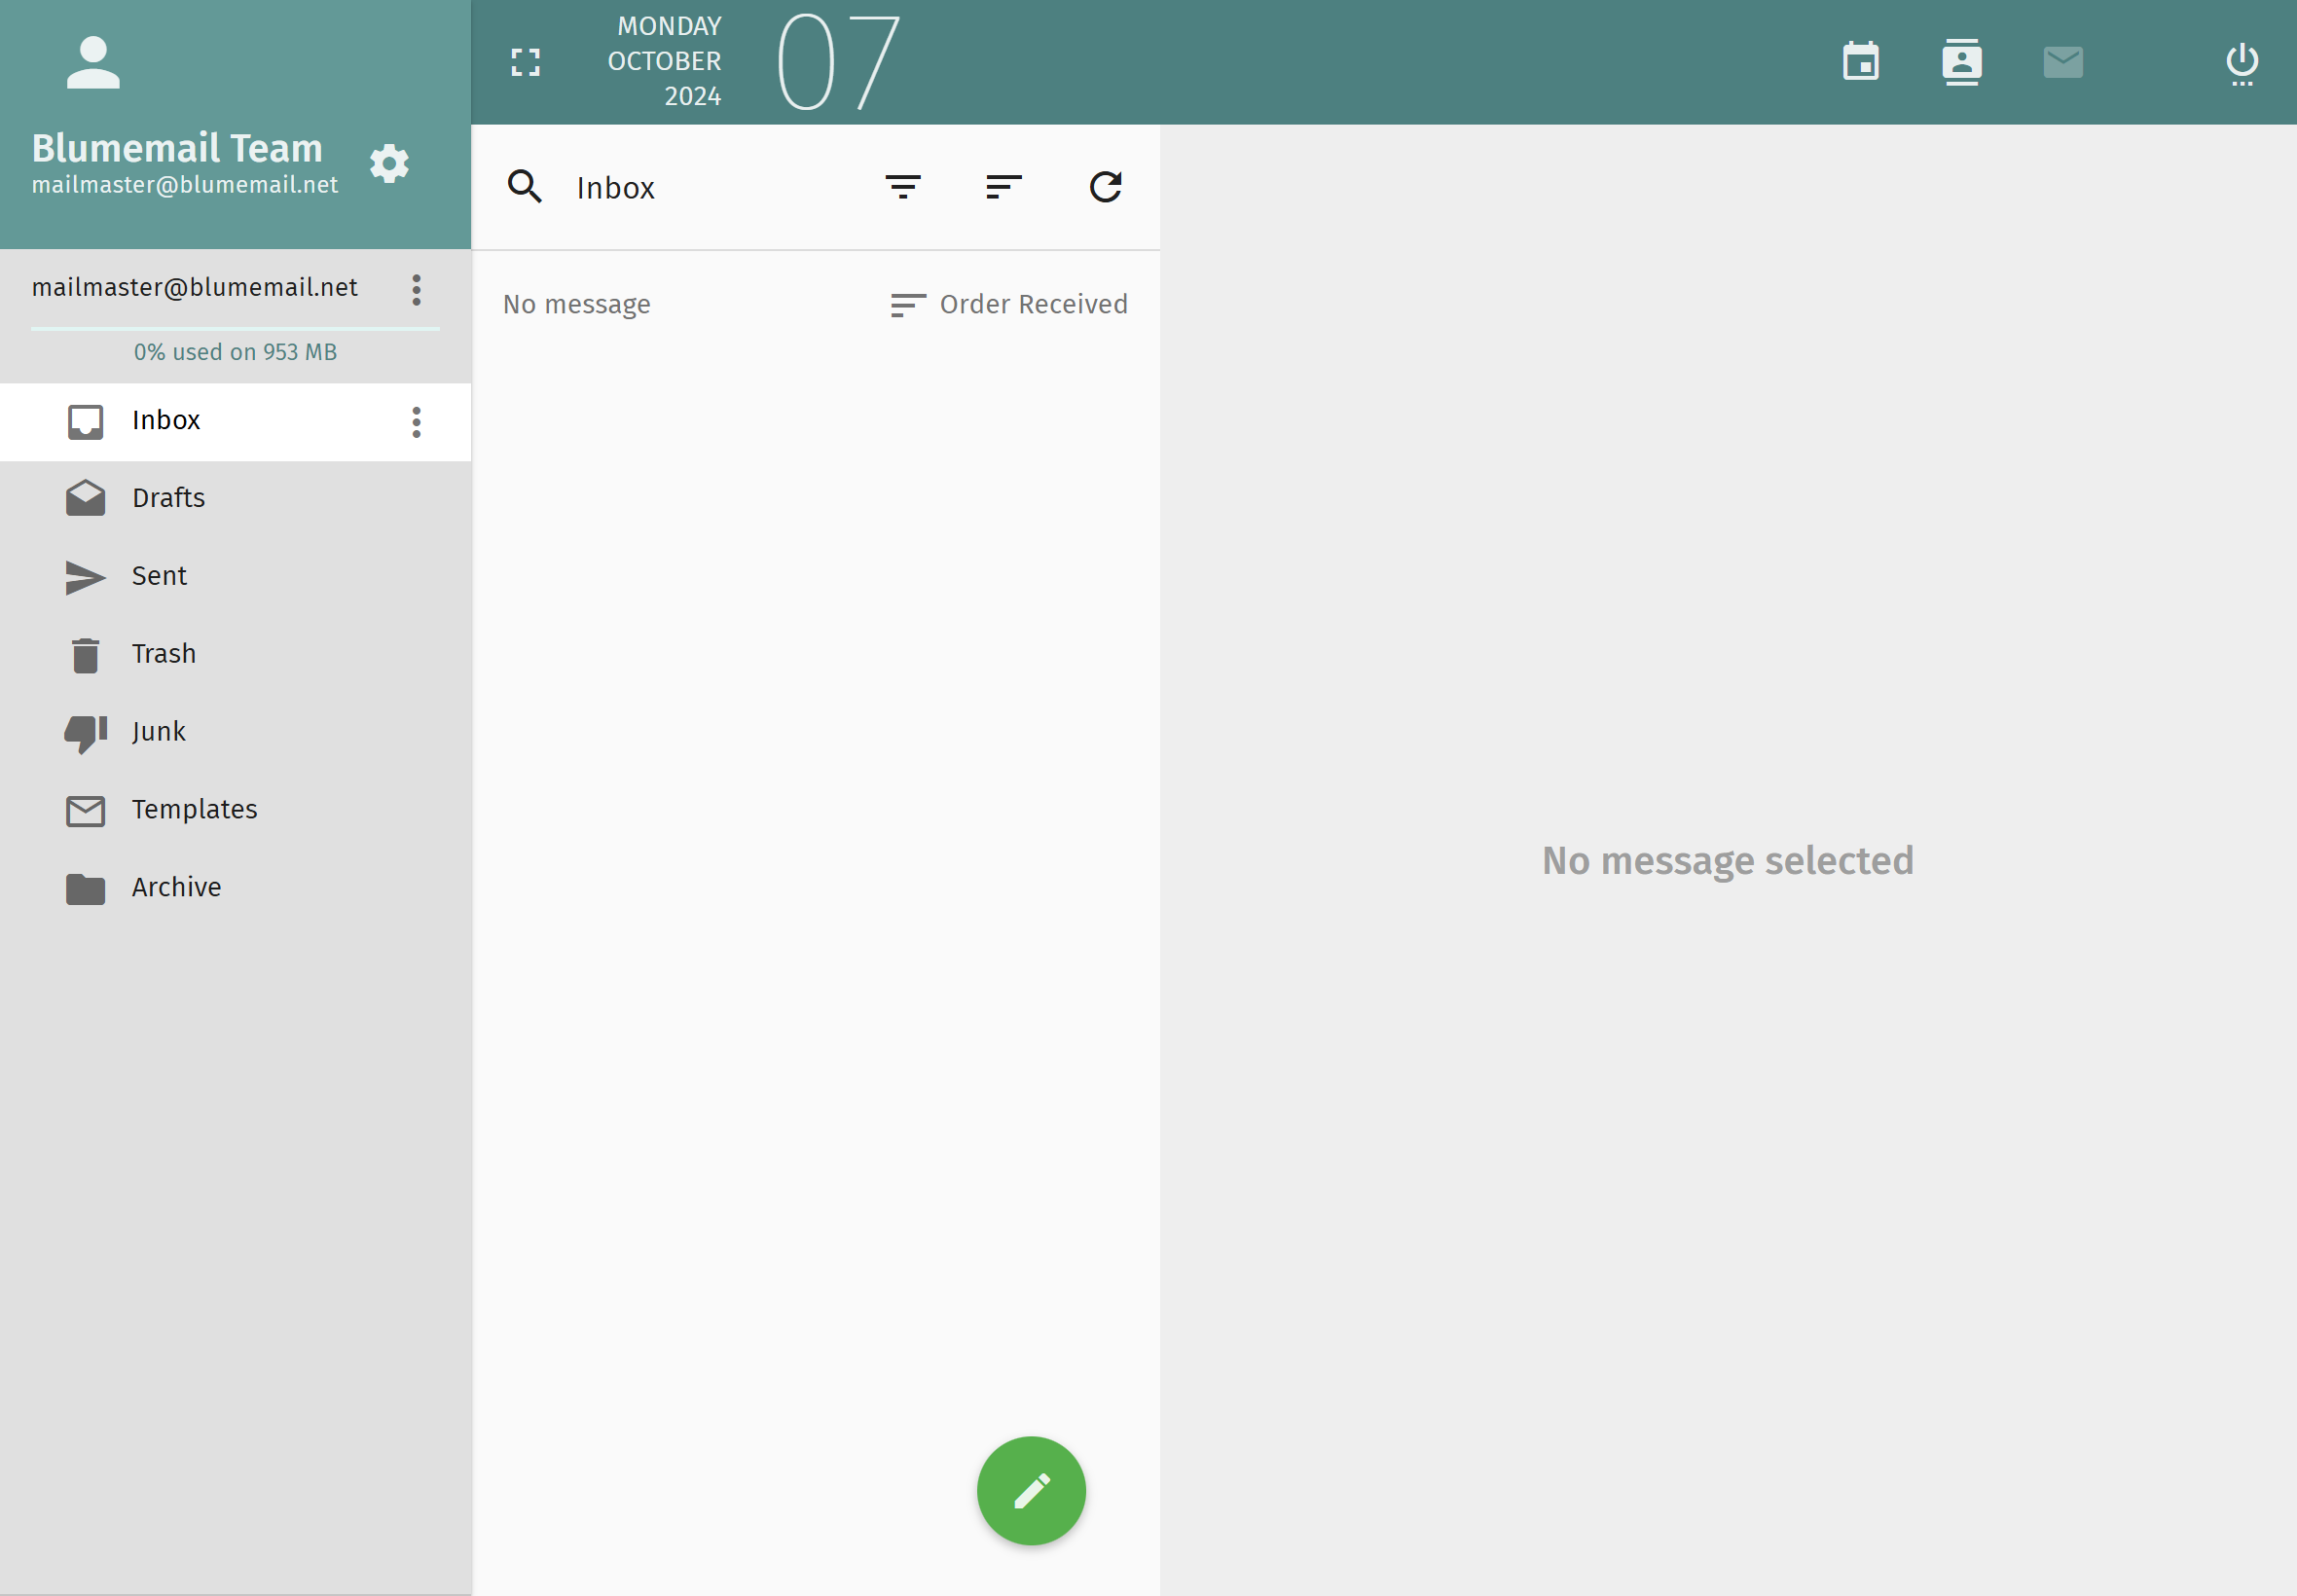 Blumemail Team
mailmaster@blumemail.net
mailmaster@blumemail.net
0% used on 953 MB
Inbox
Drafts
Sent
Trash
Junk
Templates
Archive
MONDAY
OCTOBER
2024
07
Inbox
No message
Order Received
No message selected